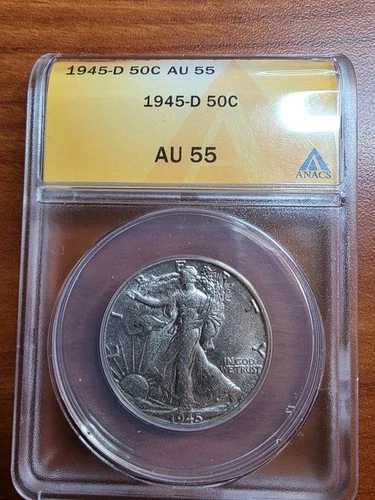 1945-D 50C AU 55
1945-D 50C
AU 55
ANACS
LIBERTY
IN GOD
WE TRUST
1945